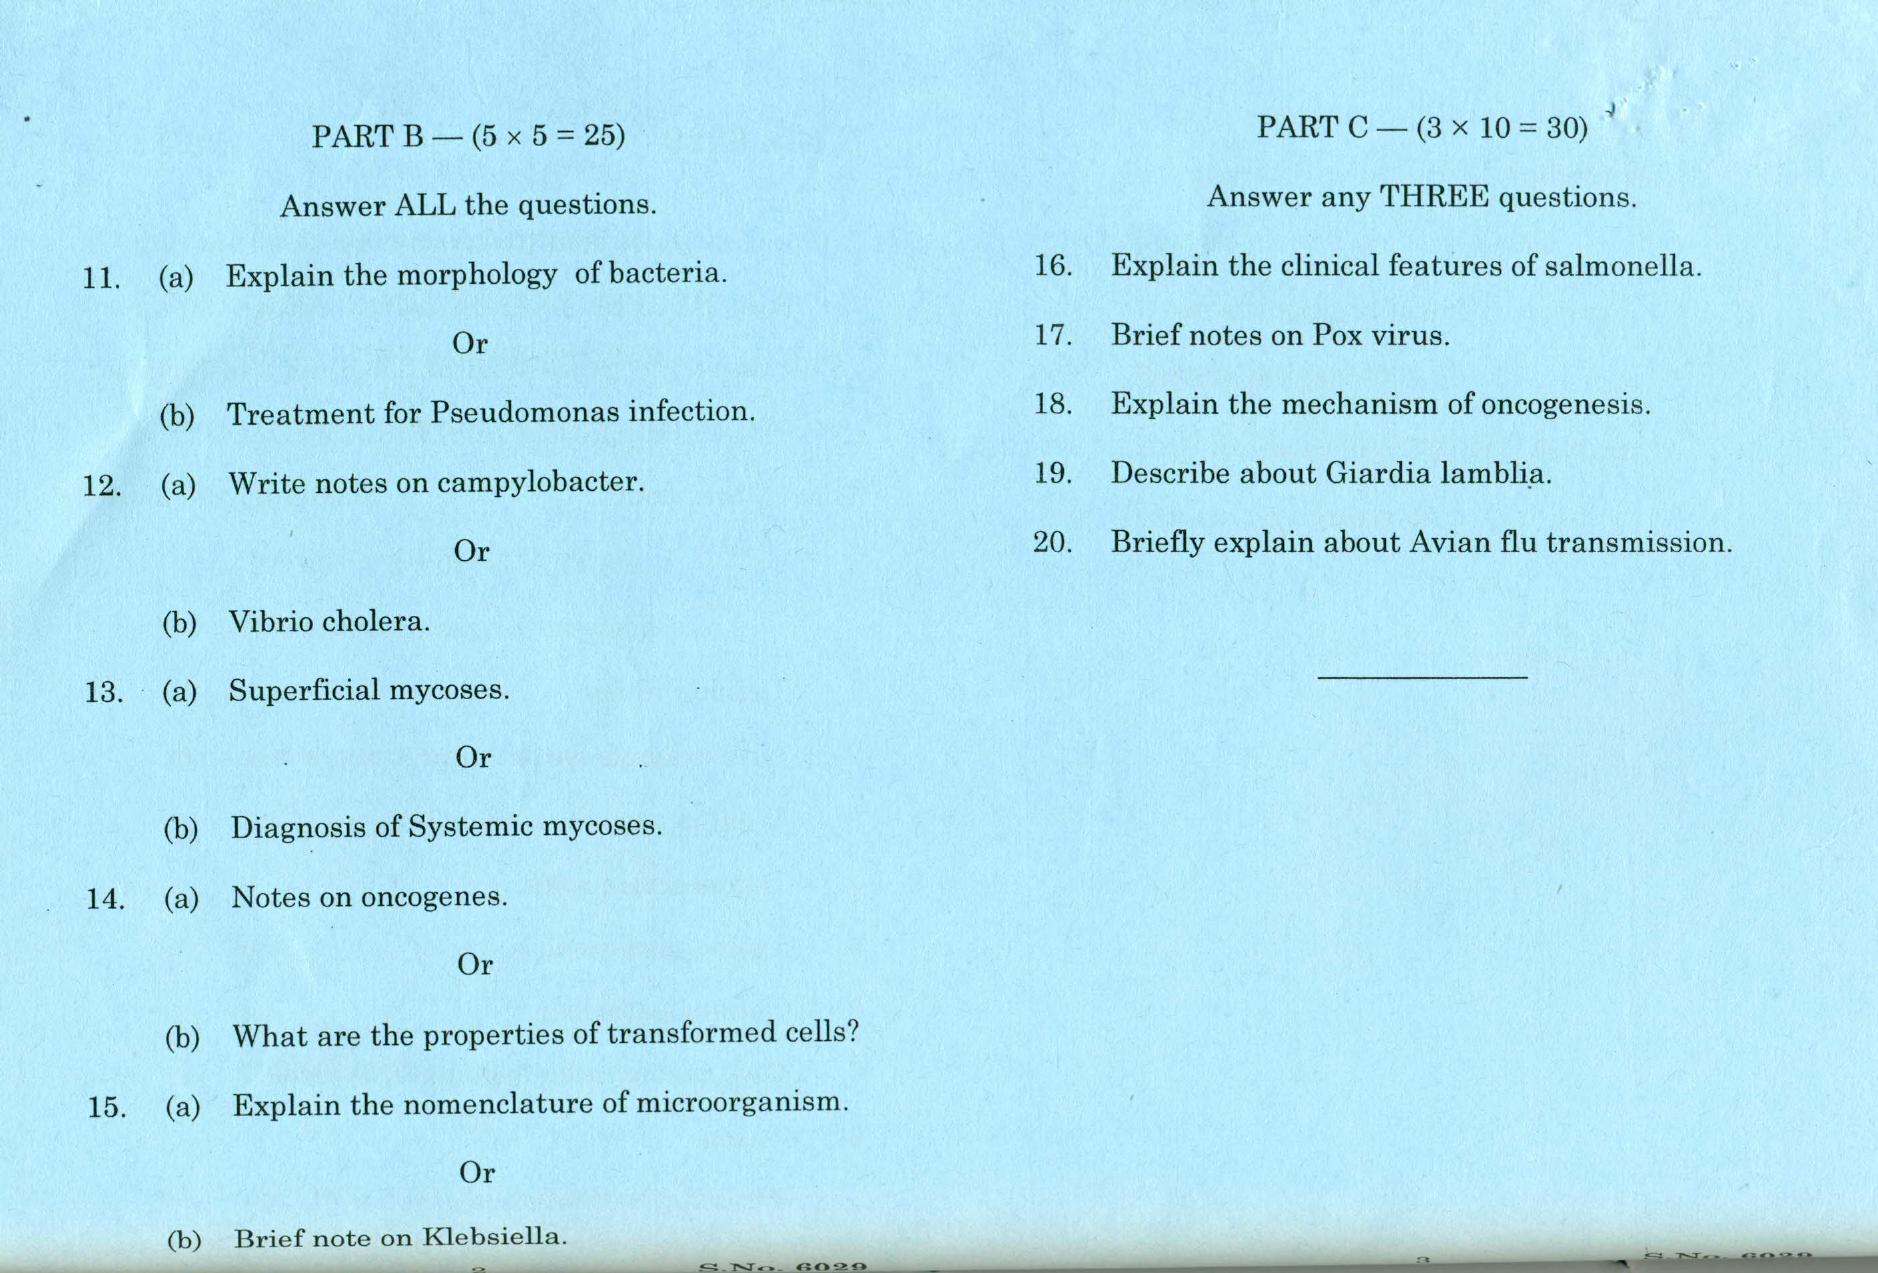 PART B — (5 × 5 = 25)
Answer ALL the questions.
11. (a) Explain the morphology of bacteria.
Or
(b) Treatment for Pseudomonas infection.
12. (a) Write notes on campylobacter.
Or
(b) Vibrio cholera.
13. (a) Superficial mycoses.
Or
(b) Diagnosis of Systemic mycoses.
14. (a) Notes on oncogenes.
Or
(b) What are the properties of transformed cells?
15. (a) Explain the nomenclature of microorganism.
Or
(b) Brief note on Klebsiella.
2 S.No. 6029
PART C — (3 × 10 = 30)
Answer any THREE questions.
16. Explain the clinical features of salmonella.
17. Brief notes on Pox virus.
18. Explain the mechanism of oncogenesis.
19. Describe about Giardia lamblia.
20. Briefly explain about Avian flu transmission.
3 S.No. 6029